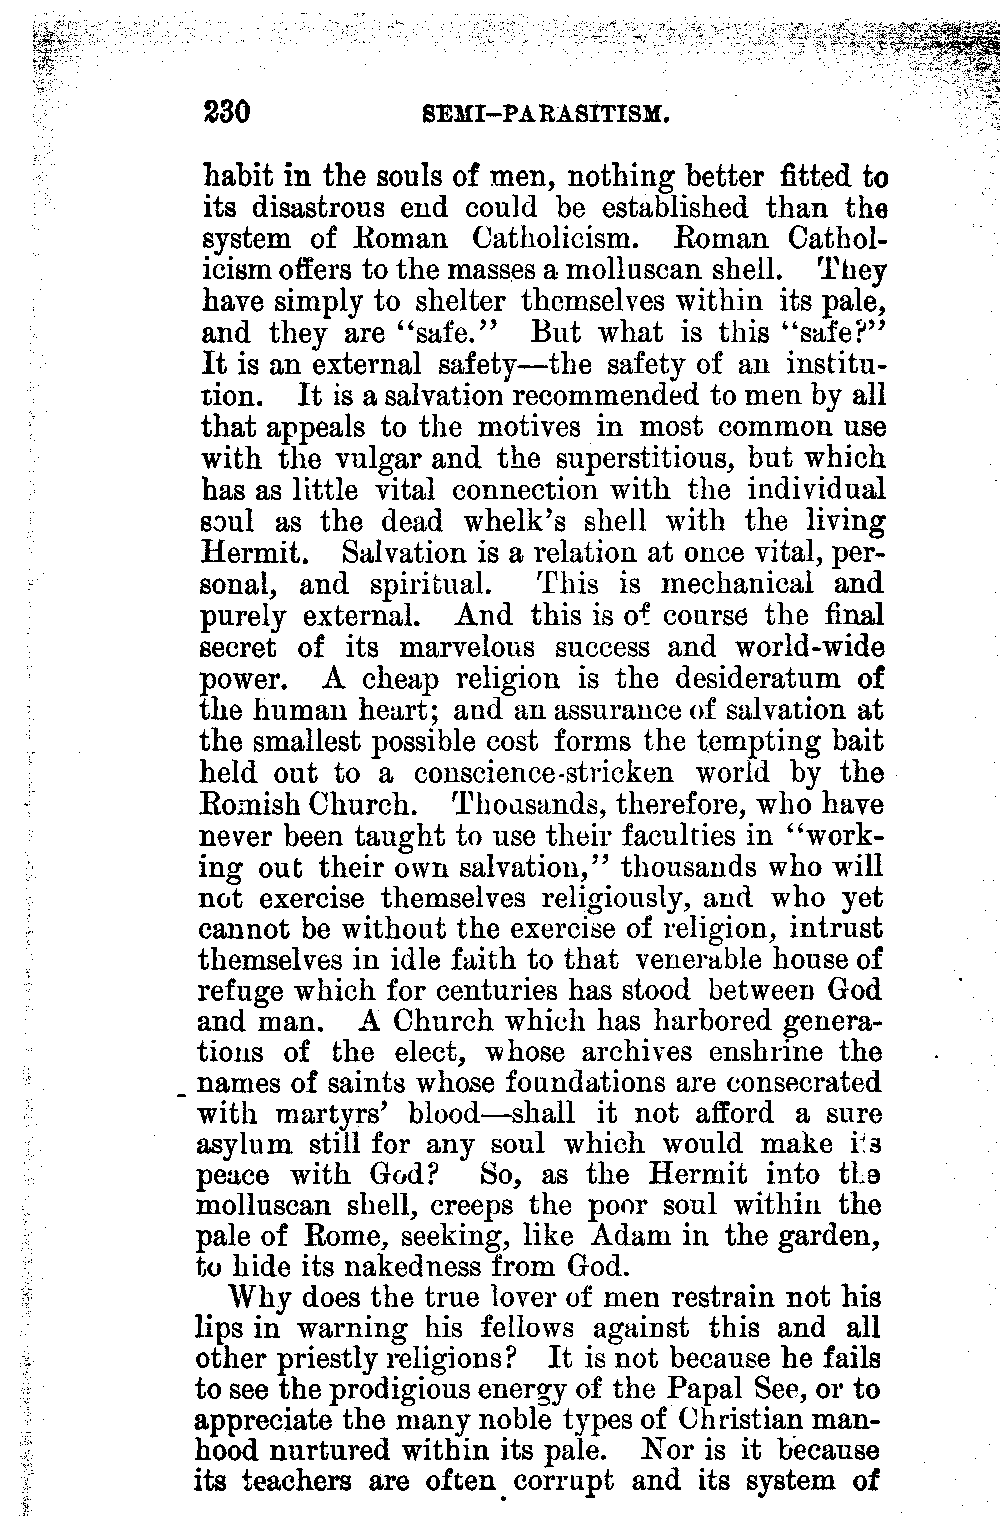 230 SEMI-PARASITISM.
habit in the souls of men, nothing better fitted to
its disastrous end could be established than the
system of Roman Catholicism. Roman Cathol-
icism offers to the masses a molluscan shell. They
have simply to shelter themselves within its pale,
and they are “safe.” But what is this “safe?”
It is an external safety—the safety of an institu-
tion. It is a salvation recommended to men by all
that appeals to the motives in most common use
with the vulgar and the superstitious, but which
has as little vital connection with the individual
soul as the dead whelk’s shell with the living
Hermit. Salvation is a relation at once vital, per-
sonal, and spiritual. This is mechanical and
purely external. And this is of course the final
secret of its marvelous success and world-wide
power. A cheap religion is the desideratum of
the human heart; and an assurance of salvation at
the smallest possible cost forms the tempting bait
held out to a conscience-stricken world by the
Romish Church. Thousands, therefore, who have
never been taught to use their faculties in “work-
ing out their own salvation,” thousands who will
not exercise themselves religiously, and who yet
cannot be without the exercise of religion, intrust
themselves in idle faith to that venerable house of
refuge which for centuries has stood between God
and man. A Church which has harbored genera-
tions of the elect, whose archives enshrine the
names of saints whose foundations are consecrated
with martyrs’ blood—shall it not afford a sure
asylum still for any soul which would make its
peace with God? So, as the Hermit into the
molluscan shell, creeps the poor soul within the
pale of Rome, seeking, like Adam in the garden,
to hide its nakedness from God.
Why does the true lover of men restrain not his
lips in warning his fellows against this and all
other priestly religions? It is not because he fails
to see the prodigious energy of the Papal See, or to
appreciate the many noble types of Christian man-
hood nurtured within its pale. Nor is it because
its teachers are often corrupt and its system of